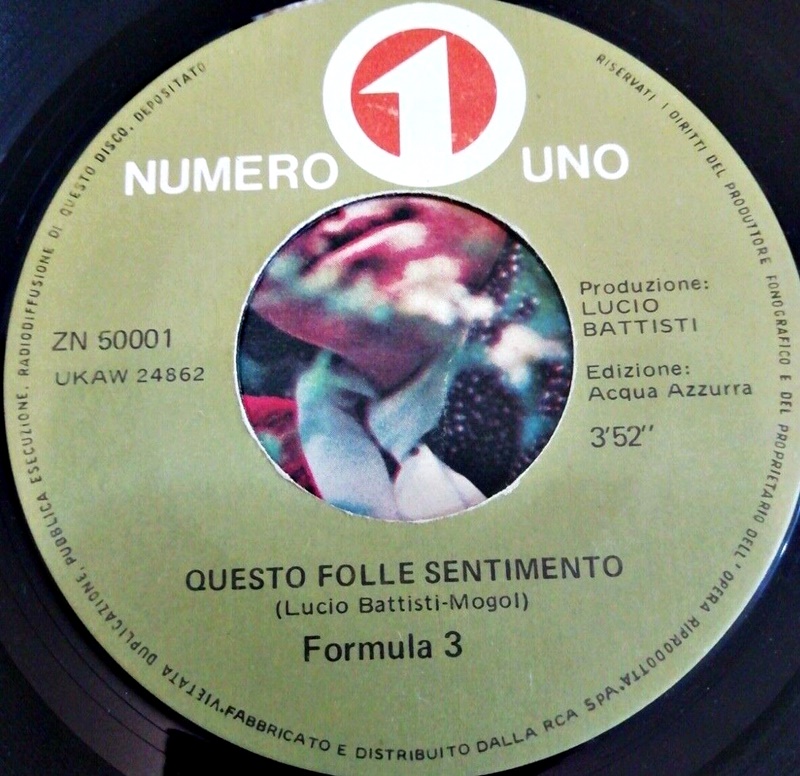 1
NUMERO UNO
ZN 50001
UKAW 24862
Produzione:
LUCIO
BATTISTI
Edizione:
Acqua Azzurra
3'52"
QUESTO FOLLE SENTIMENTO
(Lucio Battisti-Mogol)
Formula 3
RISERVATI I DIRITTI DEL PRODUTTORE FONOGRAFICO E DEL PROPRIETARIO DELL'OPERA RIPRODOTTA. VIETATA DUPLICAZIONE, PUBBLICA ESECUZIONE, RADIODIFFUSIONE DI QUESTO DISCO. DEPOSITATO
FABBRICATO E DISTRIBUITO DALLA RCA SpA.